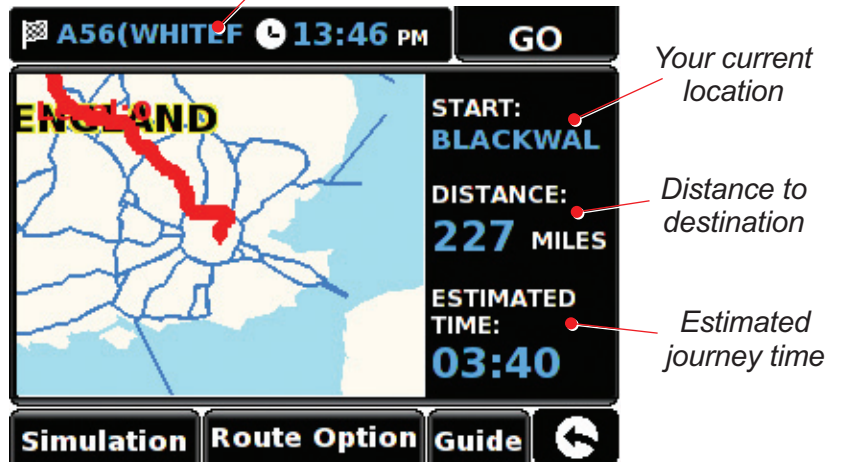 A56(WHITEF 13:46 PM GO
Your current
location
ENGLAND
START:
BLACKWAL
Distance to
destination
DISTANCE:
227 MILES
Estimated
journey time
ESTIMATED
TIME:
03:40
Simulation Route Option Guide